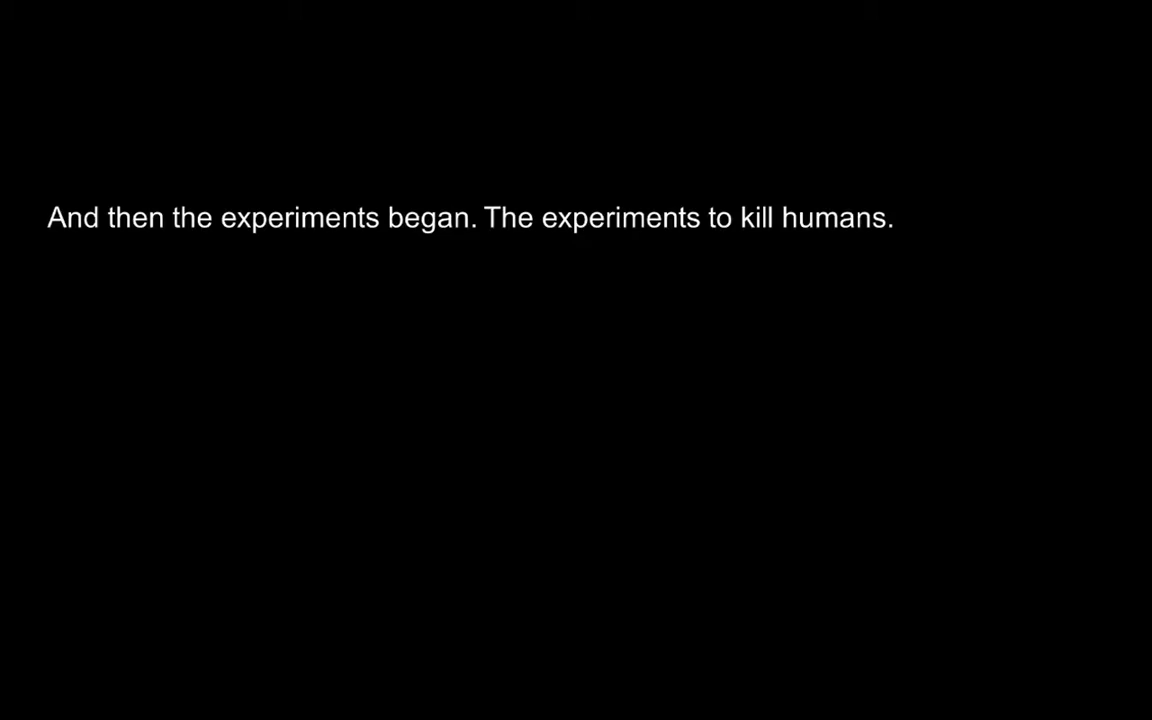 And then the experiments began. The experiments to kill humans.